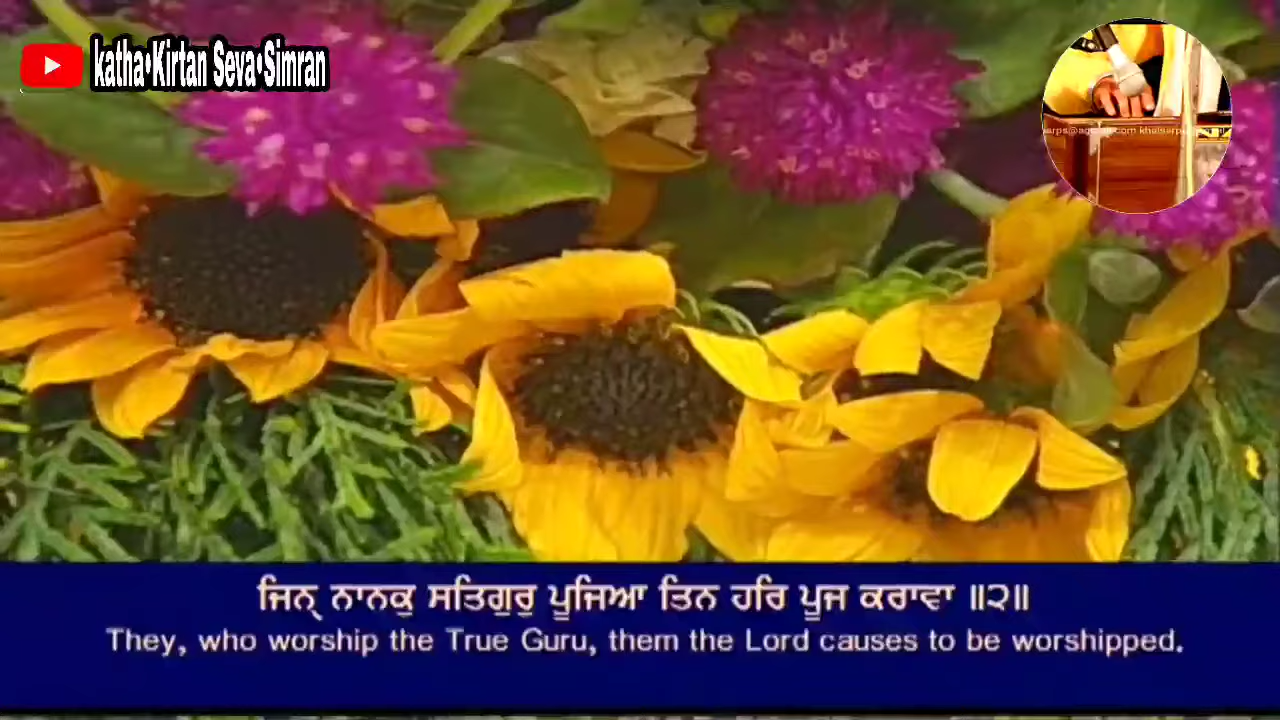 katha•Kirtan Seva•Simran
ਜਿਨ੍ ਨਾਨਕੁ ਸਤਿਗੁਰੁ ਪੂਜਿਆ ਤਿਨ ਹਰਿ ਪੂਜ ਕਰਾਵਾ ॥੨॥
They, who worship the True Guru, them the Lord causes to be worshipped.